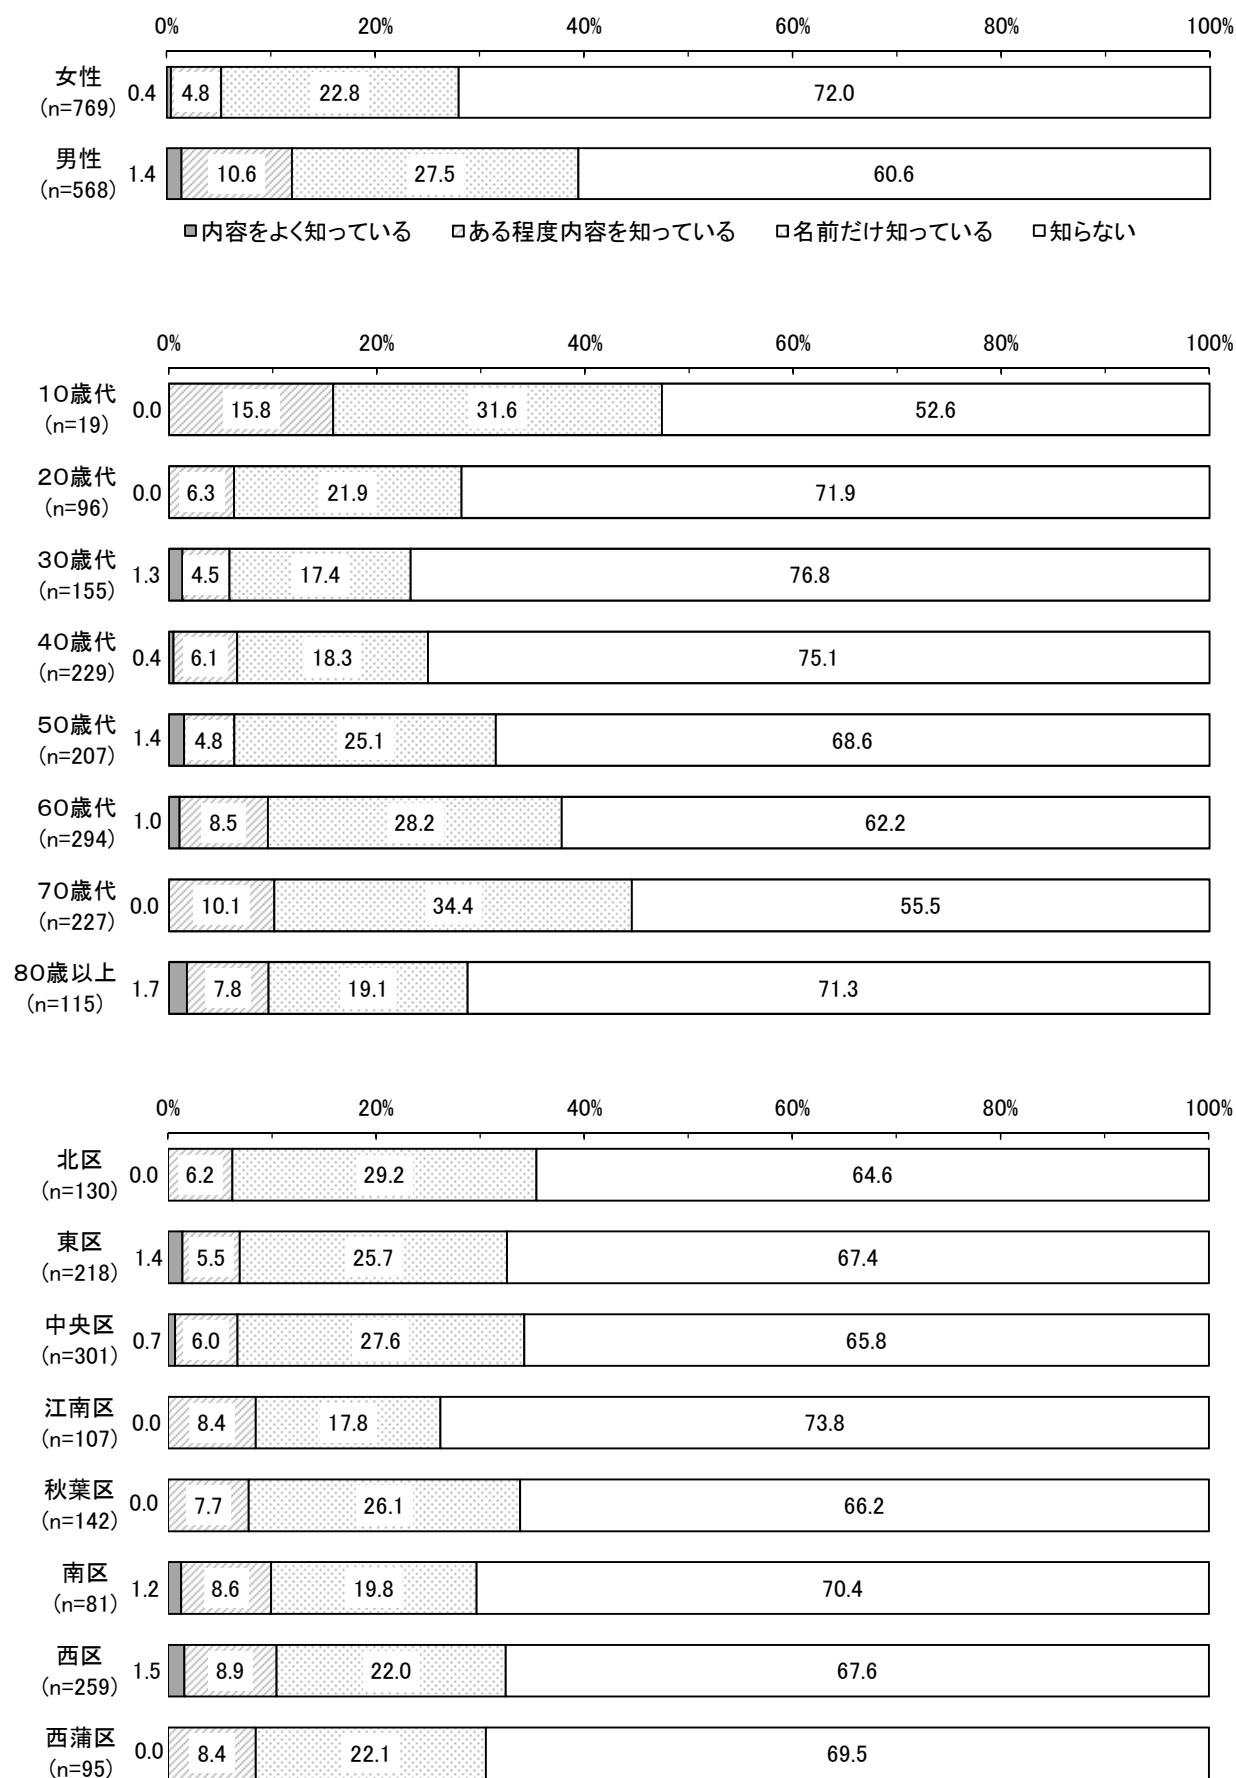 0% 20% 40% 60% 80% 100%
女性
(n=769)
0.4 4.8 22.8 72.0
男性
(n=568)
1.4 10.6 27.5 60.6
内容をよく知っている ある程度内容を知っている 名前だけ知っている 知らない
0% 20% 40% 60% 80% 100%
10歳代
(n=19)
0.0 15.8 31.6 52.6
20歳代
(n=96)
0.0 6.3 21.9 71.9
30歳代
(n=155)
1.3 4.5 17.4 76.8
40歳代
(n=229)
0.4 6.1 18.3 75.1
50歳代
(n=207)
1.4 4.8 25.1 68.6
60歳代
(n=294)
1.0 8.5 28.2 62.2
70歳代
(n=227)
0.0 10.1 34.4 55.5
80歳以上
(n=115)
1.7 7.8 19.1 71.3
0% 20% 40% 60% 80% 100%
北区
(n=130)
0.0 6.2 29.2 64.6
東区
(n=218)
1.4 5.5 25.7 67.4
中央区
(n=301)
0.7 6.0 27.6 65.8
江南区
(n=107)
0.0 8.4 17.8 73.8
秋葉区
(n=142)
0.0 7.7 26.1 66.2
南区
(n=81)
1.2 8.6 19.8 70.4
西区
(n=259)
1.5 8.9 22.0 67.6
西蒲区
(n=95)
0.0 8.4 22.1 69.5